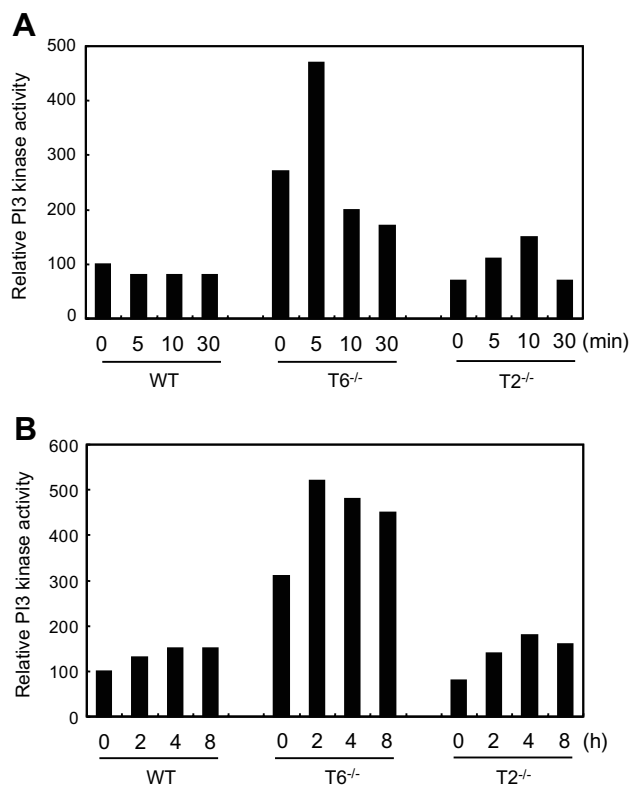 A
Relative PI3 kinase activity
500
400
300
200
100
0
0 5 10 30 0 5 10 30 0 5 10 30 (min)
WT T6-/- T2-/-
B
Relative PI3 kinase activity
600
500
400
300
200
100
0
0 2 4 8 0 2 4 8 0 2 4 8 (h)
WT T6-/- T2-/-